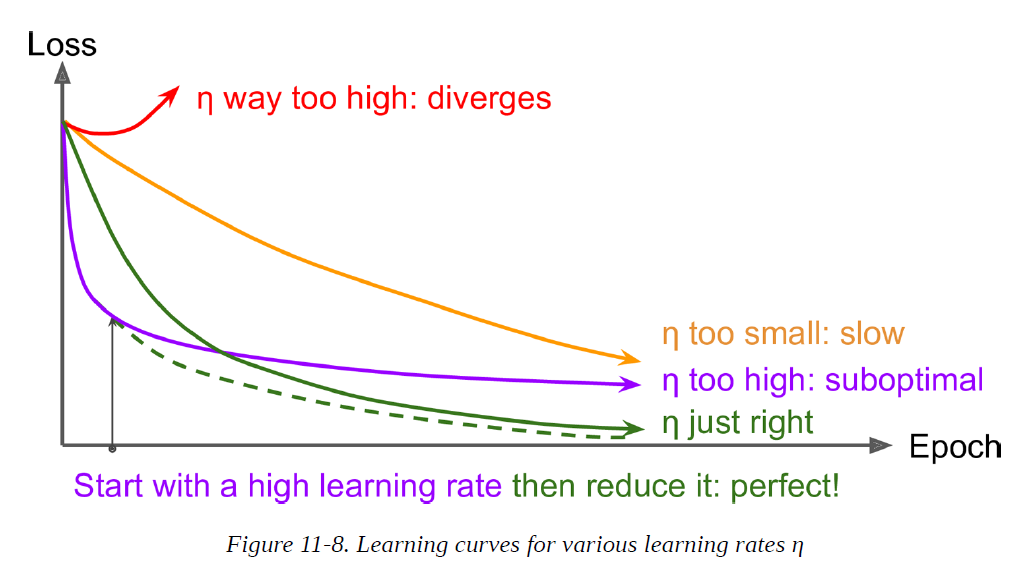 Loss
η way too high: diverges
η too small: slow
η too high: suboptimal
η just right
Epoch
Start with a high learning rate then reduce it: perfect!
Figure 11-8. Learning curves for various learning rates η